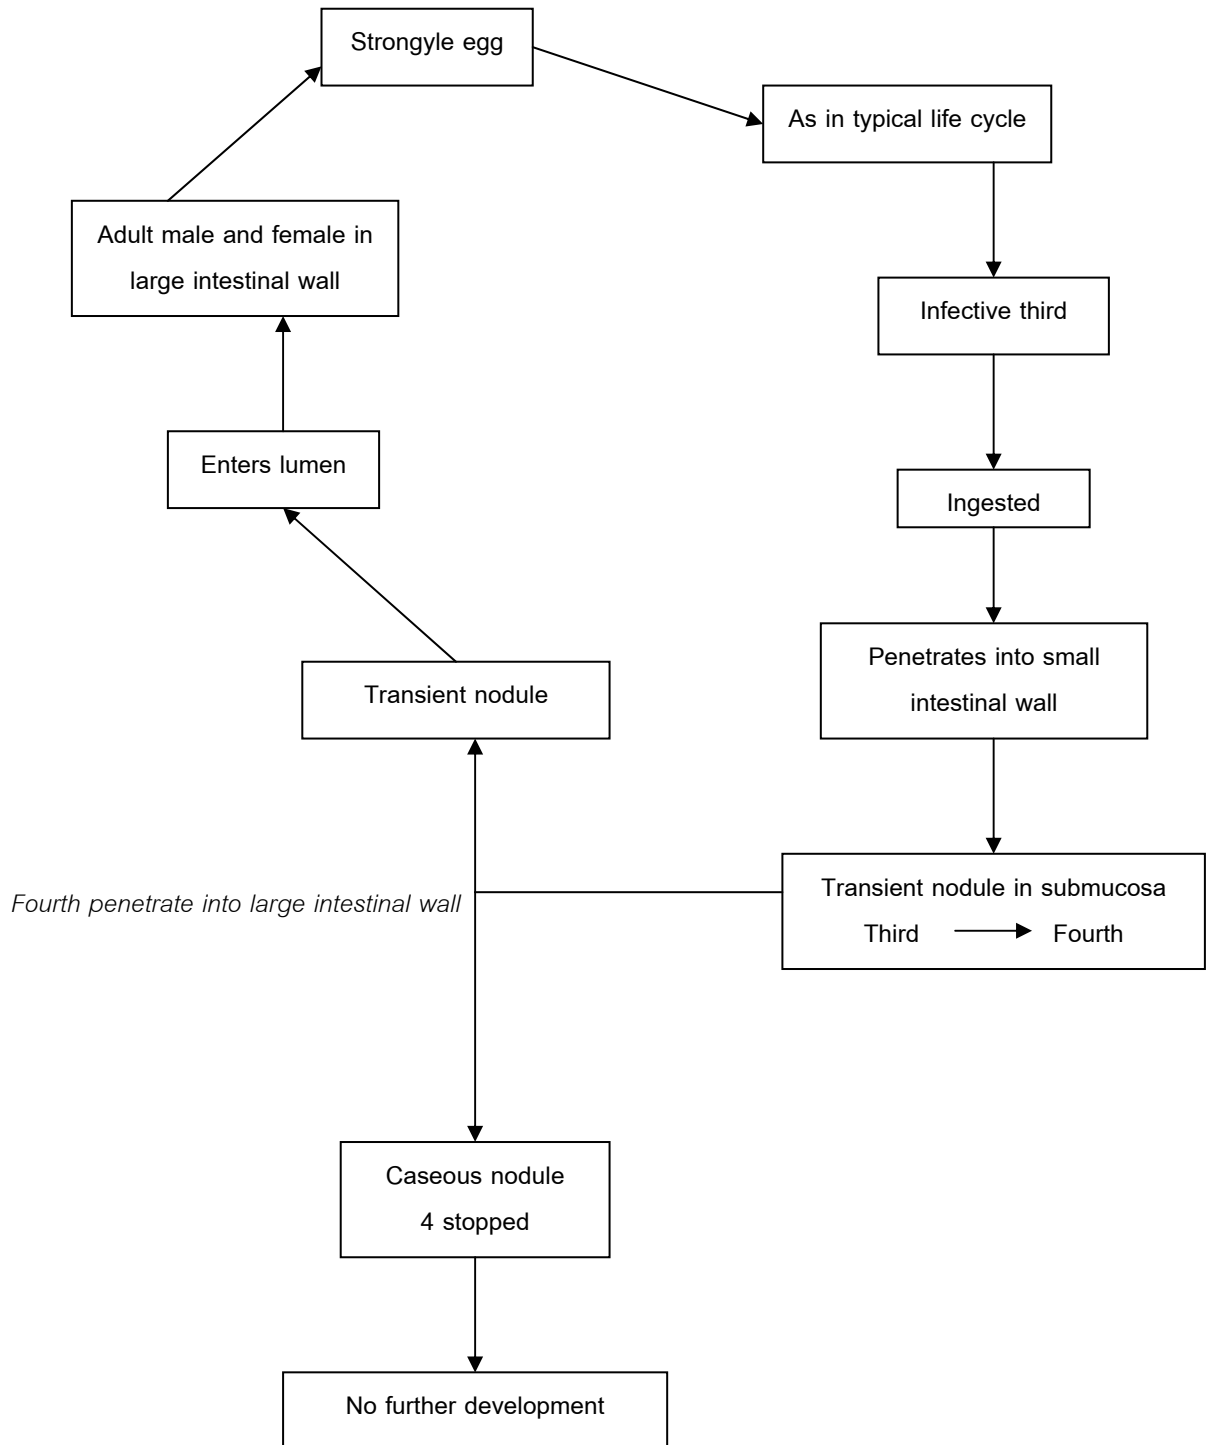 Strongyle egg
As in typical life cycle
Adult male and female in
large intestinal wall
Infective third
Enters lumen
Ingested
Penetrates into small
intestinal wall
Transient nodule
Transient nodule in submucosa
Third Fourth
Fourth penetrate into large intestinal wall
Caseous nodule
4 stopped
No further development